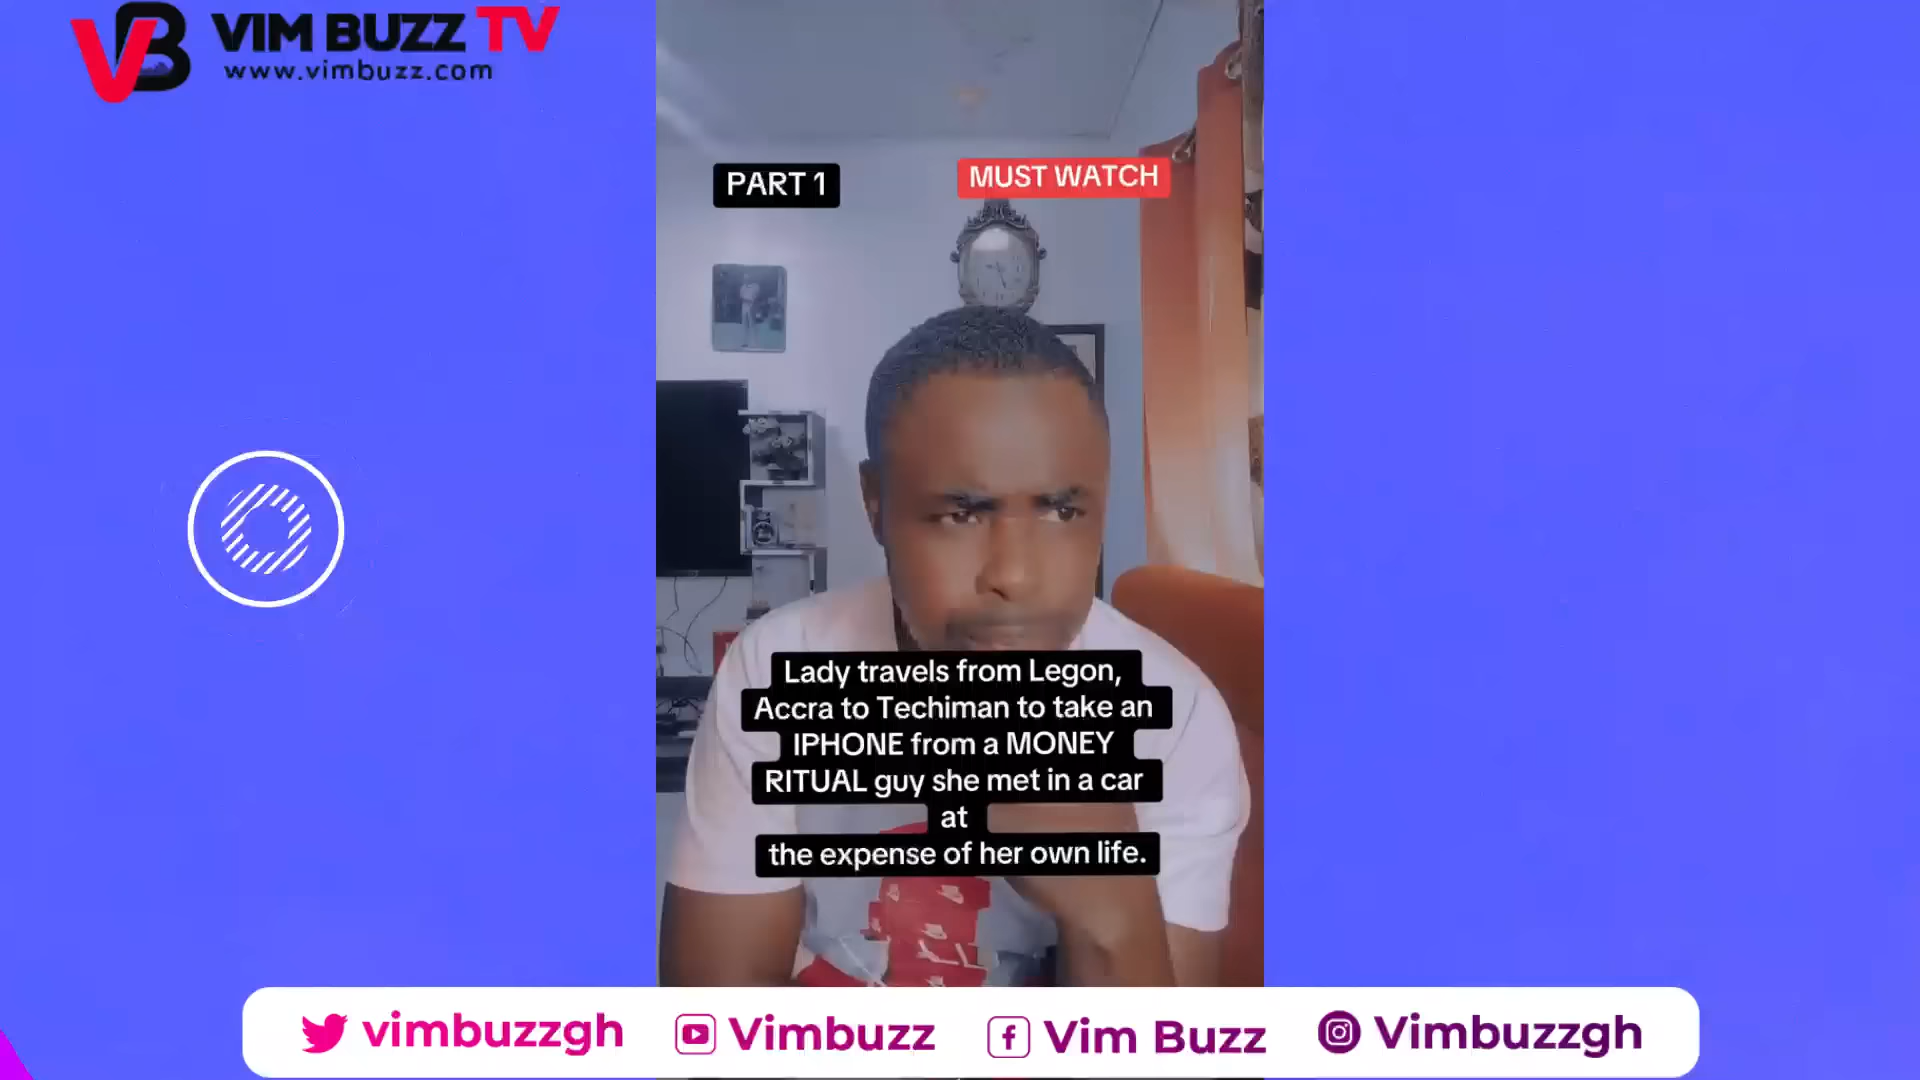 VB VIM BUZZ TV
www.vimbuzz.com
PART 1
MUST WATCH
Lady travels from Legon,
Accra to Techiman to take an
IPHONE from a MONEY
RITUAL guy she met in a car
at
the expense of her own life.
vimbuzzgh
Vimbuzz
Vim Buzz
Vimbuzzgh